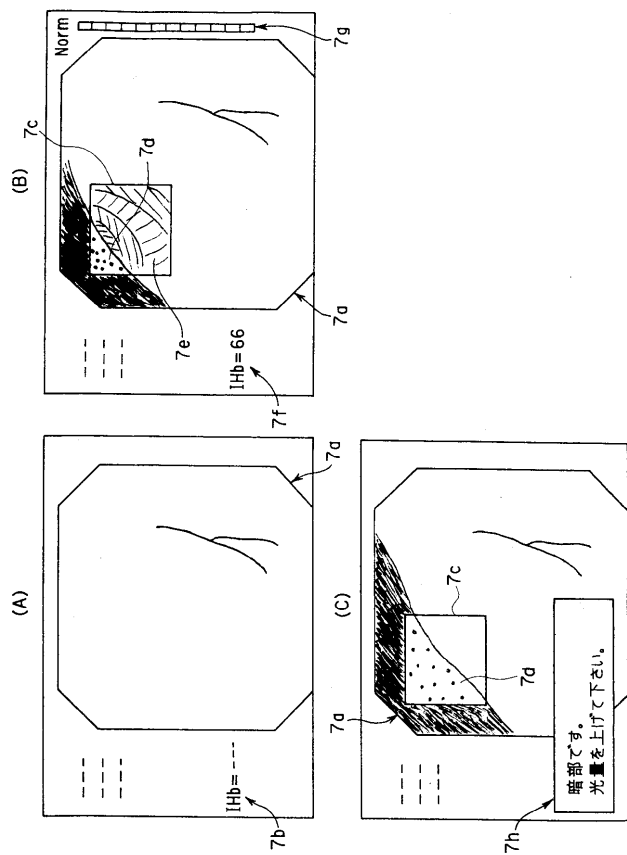 (A)
IHb=----
7b
7a
(B)
Norm
7c
7d
7e
7g
IHb=66
7f
7a
(C)
7a
7c
7d
暗部です。
光量を上げて下さい。
7h